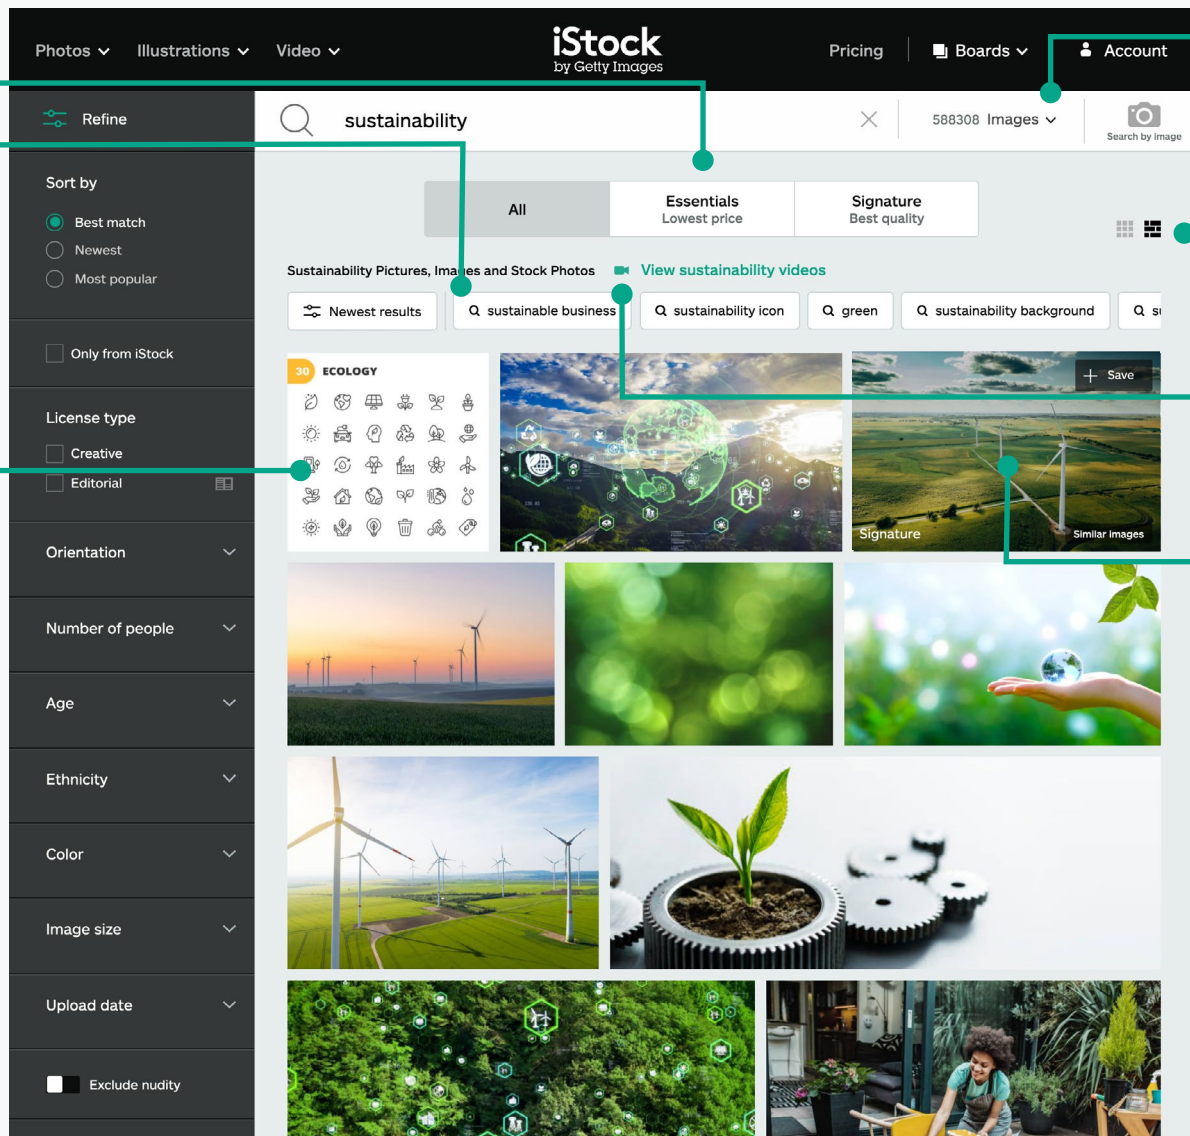 Photos
Illustrations
Video
iStock
by Getty Images
Pricing
Boards
Account
Refine
sustainability
588308 Images
Search by image
Sort by
Best match
Newest
Most popular
Only from iStock
License type
Creative
Editorial
Orientation
Number of people
Age
Ethnicity
Color
Image size
Upload date
Exclude nudity
All
Essentials
Lowest price
Signature
Best quality
Sustainability Pictures, Images and Stock Photos
View sustainability videos
Newest results
sustainable business
sustainability icon
green
sustainability background
30 ECOLOGY
+ Save
Signature
Similar Images